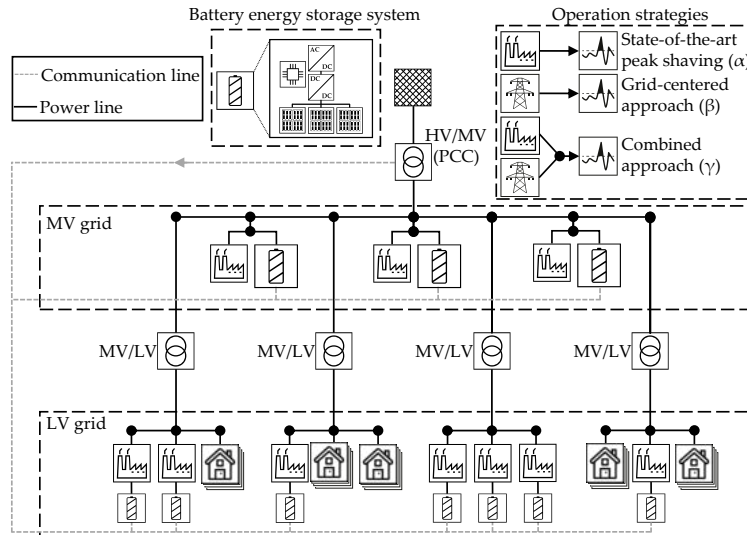 Battery energy storage system
Operation strategies
Communication line
Power line
AC
DC
DC
DC
State-of-the-art
peak shaving (α)
Grid-centered
approach (β)
Combined
approach (γ)
HV/MV
(PCC)
MV grid
MV/LV
MV/LV
MV/LV
MV/LV
LV grid